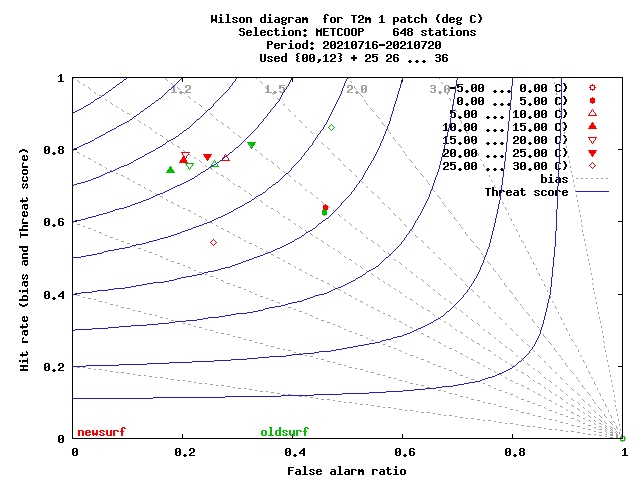 Wilson diagram  for T2m 1 patch (deg C)
Selection: METCOOP    648 stations
Period: 20210716-20210720
Used {00,12} + 25 26 ... 36
1.2 1.5 2.0 3.0
-5.00 ... 0.00 C)
0.00 ... 5.00 C)
5.00 ... 10.00 C)
10.00 ... 15.00 C)
15.00 ... 20.00 C)
20.00 ... 25.00 C)
25.00 ... 30.00 C)
bias
Threat score
1
0.8
0.6
0.4
0.2
0
Hit rate (bias and Threat score)
newsurf oldsurf
0 0.2 0.4 0.6 0.8 1
False alarm ratio